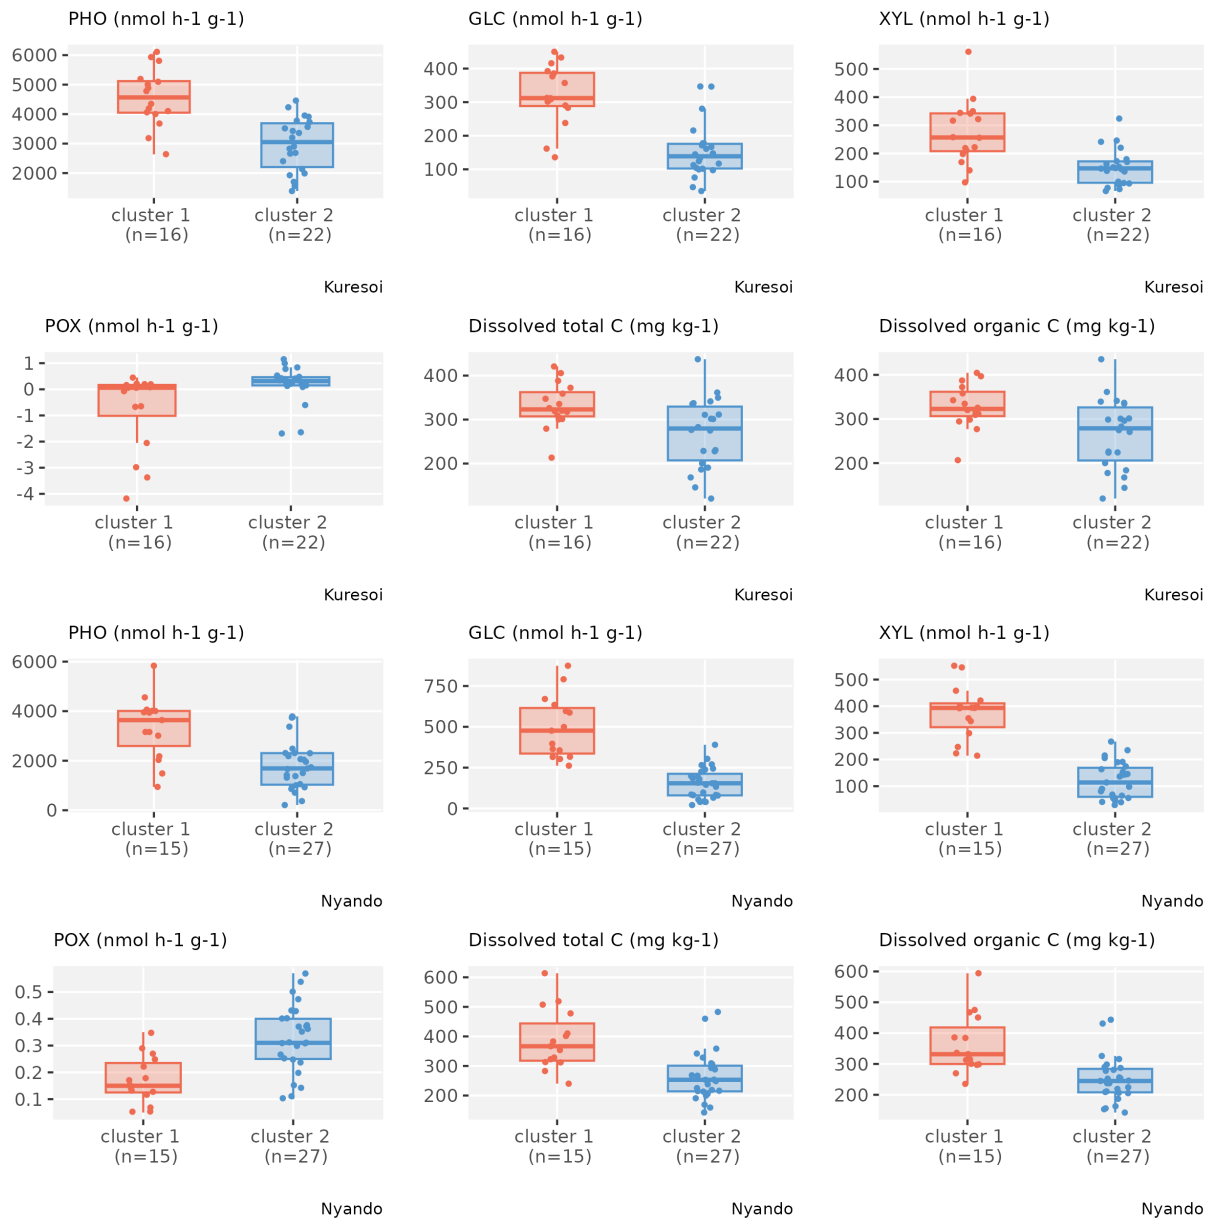 PHO (nmol h-1 g-1)
6000
5000
4000
3000
2000
cluster 1
(n=16)
cluster 2
(n=22)
Kuresoi
GLC (nmol h-1 g-1)
400
300
200
100
cluster 1
(n=16)
cluster 2
(n=22)
Kuresoi
XYL (nmol h-1 g-1)
500
400
300
200
100
cluster 1
(n=16)
cluster 2
(n=22)
Kuresoi
POX (nmol h-1 g-1)
1
0
-1
-2
-3
-4
cluster 1
(n=16)
cluster 2
(n=22)
Kuresoi
Dissolved total C (mg kg-1)
400
300
200
cluster 1
(n=16)
cluster 2
(n=22)
Kuresoi
Dissolved organic C (mg kg-1)
400
300
200
cluster 1
(n=16)
cluster 2
(n=22)
Kuresoi
PHO (nmol h-1 g-1)
6000
4000
2000
0
cluster 1
(n=15)
cluster 2
(n=27)
Nyando
GLC (nmol h-1 g-1)
750
500
250
0
cluster 1
(n=15)
cluster 2
(n=27)
Nyando
XYL (nmol h-1 g-1)
500
400
300
200
100
cluster 1
(n=15)
cluster 2
(n=27)
Nyando
POX (nmol h-1 g-1)
0.5
0.4
0.3
0.2
0.1
cluster 1
(n=15)
cluster 2
(n=27)
Nyando
Dissolved total C (mg kg-1)
600
500
400
300
200
cluster 1
(n=15)
cluster 2
(n=27)
Nyando
Dissolved organic C (mg kg-1)
600
500
400
300
200
cluster 1
(n=15)
cluster 2
(n=27)
Nyando